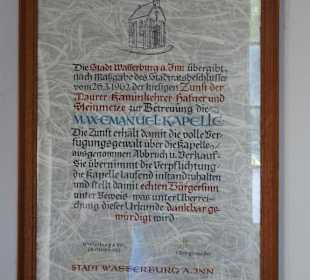 Die Stadt Wasserburg a. Inn übergibt,
nach Maßgabe des Stadtratsbeschlusses
vom 26.3.1962 der hiesigen Zunft der
Maurer, Kaminkehrer, Hafner und
Steinmetze zur Betreuung die
MAX-EMANUEL-KAPELLE
Die Zunft erhält damit die volle Ver-
fügungsgewalt über die Kapelle,
ausgenommen Abbruch u. Verkauf.
Sie übernimmt die Verpflichtung
die Kapelle laufend instandzuhalten
und stellt damit echten Bürgersinn
unter Beweis, was unter Überrei-
chung dieser Urkunde dankbar ge-
würdigt wird
Wasserburg a. Inn
STADT WASSERBURG A. INN